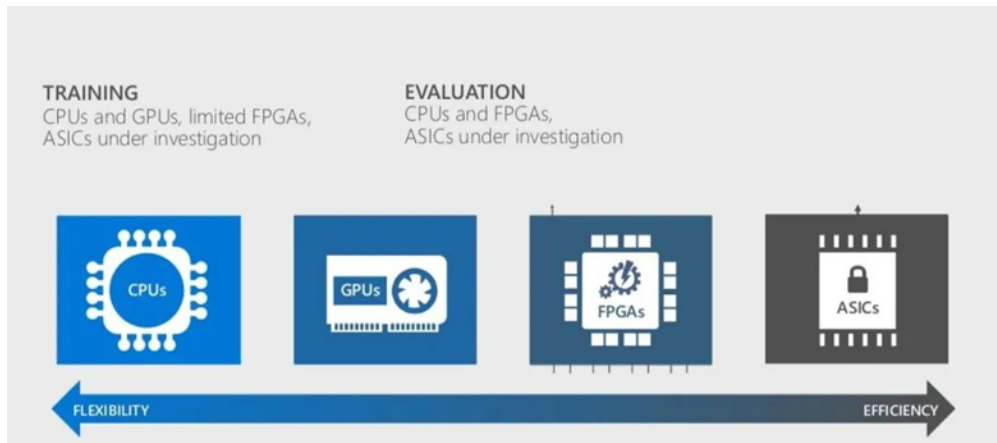 TRAINING
CPUs and GPUs, limited FPGAs,
ASICs under investigation
EVALUATION
CPUs and FPGAs,
ASICs under investigation
CPUs
GPUs
FPGAs
ASICs
FLEXIBILITY
EFFICIENCY